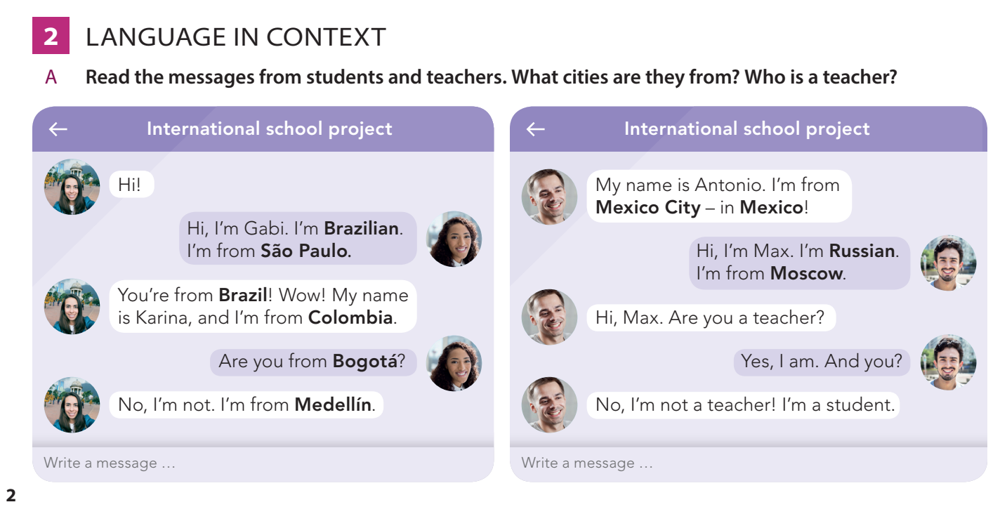 2 LANGUAGE IN CONTEXT
A Read the messages from students and teachers. What cities are they from? Who is a teacher?
International school project
Hi!
Hi, I’m Gabi. I’m Brazilian.
I’m from São Paulo.
You’re from Brazil! Wow! My name
is Karina, and I’m from Colombia.
Are you from Bogotá?
No, I’m not. I’m from Medellín.
Write a message …
International school project
My name is Antonio. I’m from
Mexico City – in Mexico!
Hi, I’m Max. I’m Russian.
I’m from Moscow.
Hi, Max. Are you a teacher?
Yes, I am. And you?
No, I’m not a teacher! I’m a student.
Write a message …
2